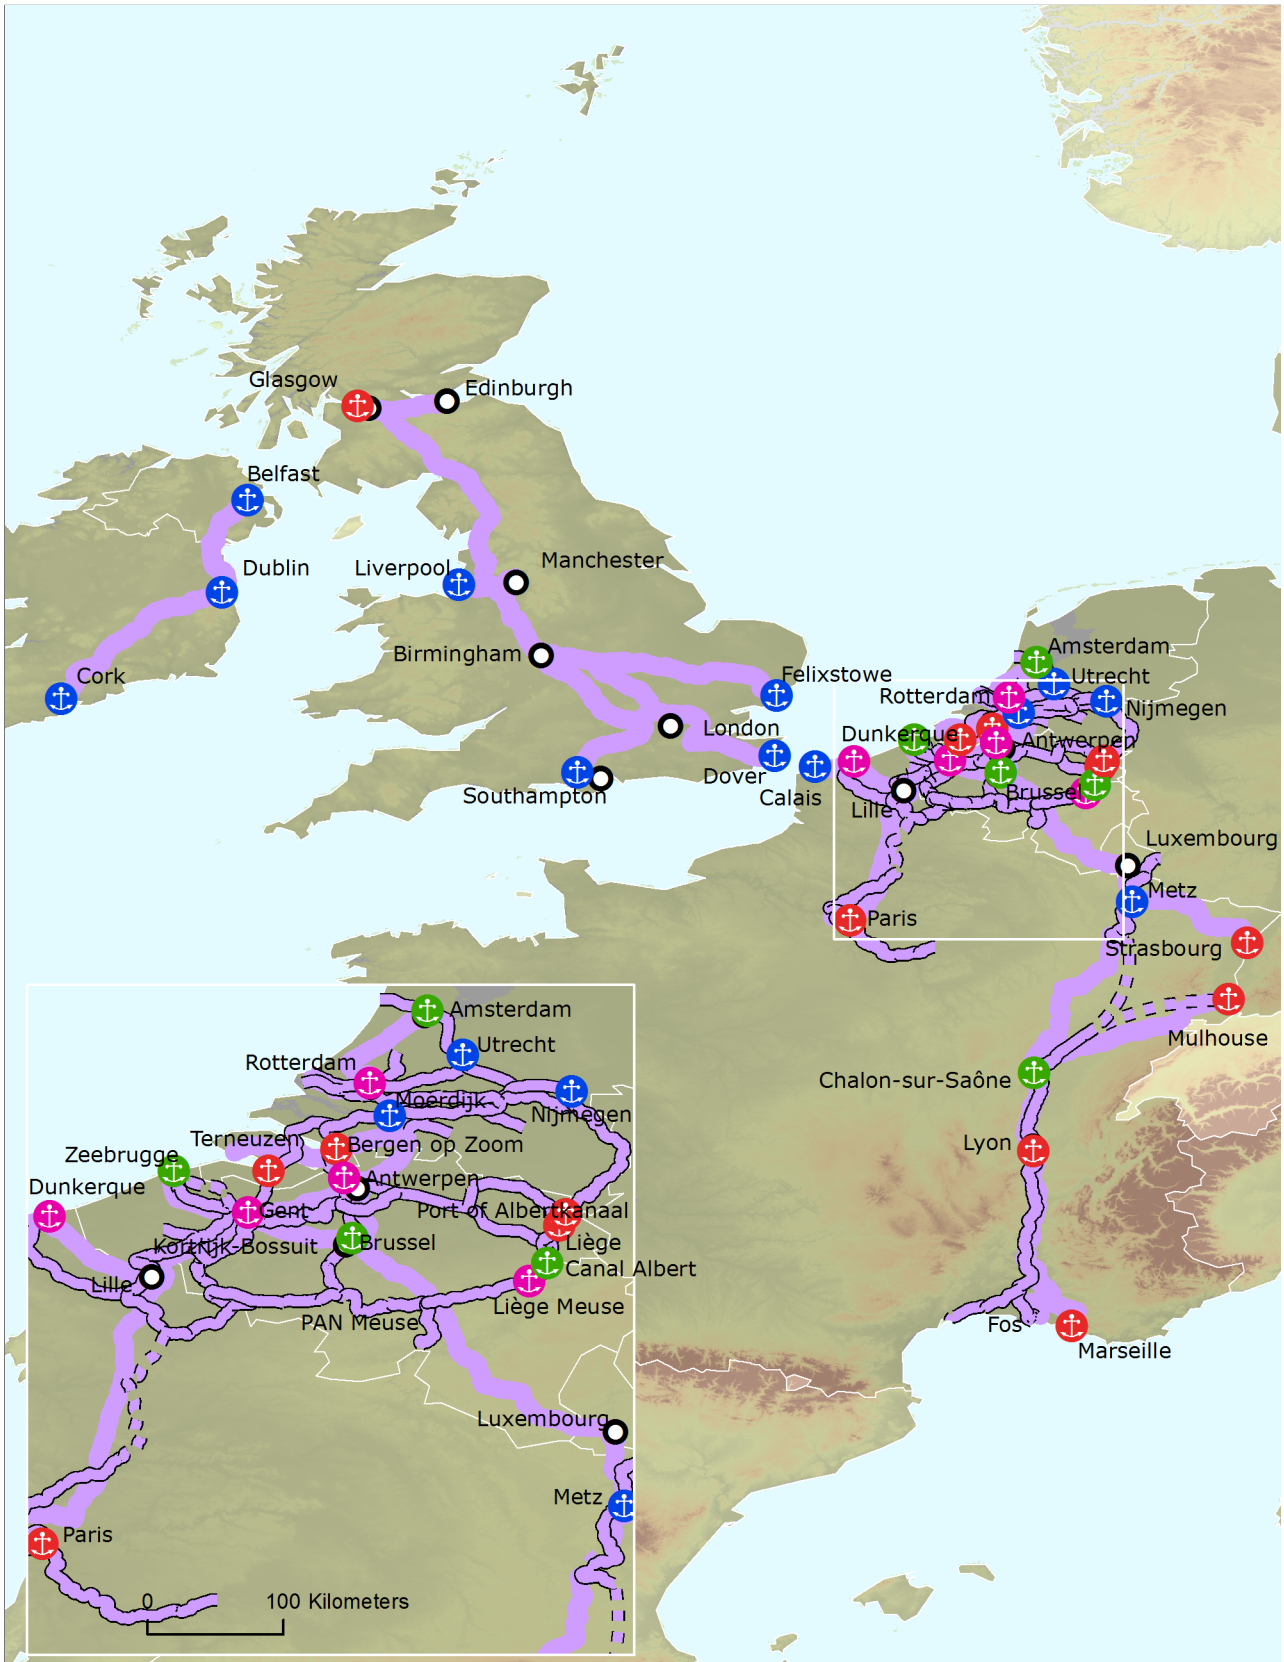 Glasgow
Edinburgh
Belfast
Dublin
Liverpool
Manchester
Birmingham
Cork
Felixstowe
London
Dover
Southampton
Calais
Amsterdam
Utrecht
Rotterdam
Nijmegen
Dunkerque
Antwerpen
Brussel
Lille
Luxembourg
Metz
Paris
Strasbourg
Mulhouse
Chalon-sur-Saône
Lyon
Fos
Marseille
Amsterdam
Utrecht
Rotterdam
Moerdijk
Nijmegen
Terneuzen
Bergen op Zoom
Zeebrugge
Dunkerque
Antwerpen
Gent
Port of Albertkanaal
Kortrijk-Bossuit
Brussel
Liège
Canal Albert
Lille
Liège Meuse
PAN Meuse
Luxembourg
Metz
Paris
0 100 Kilometers